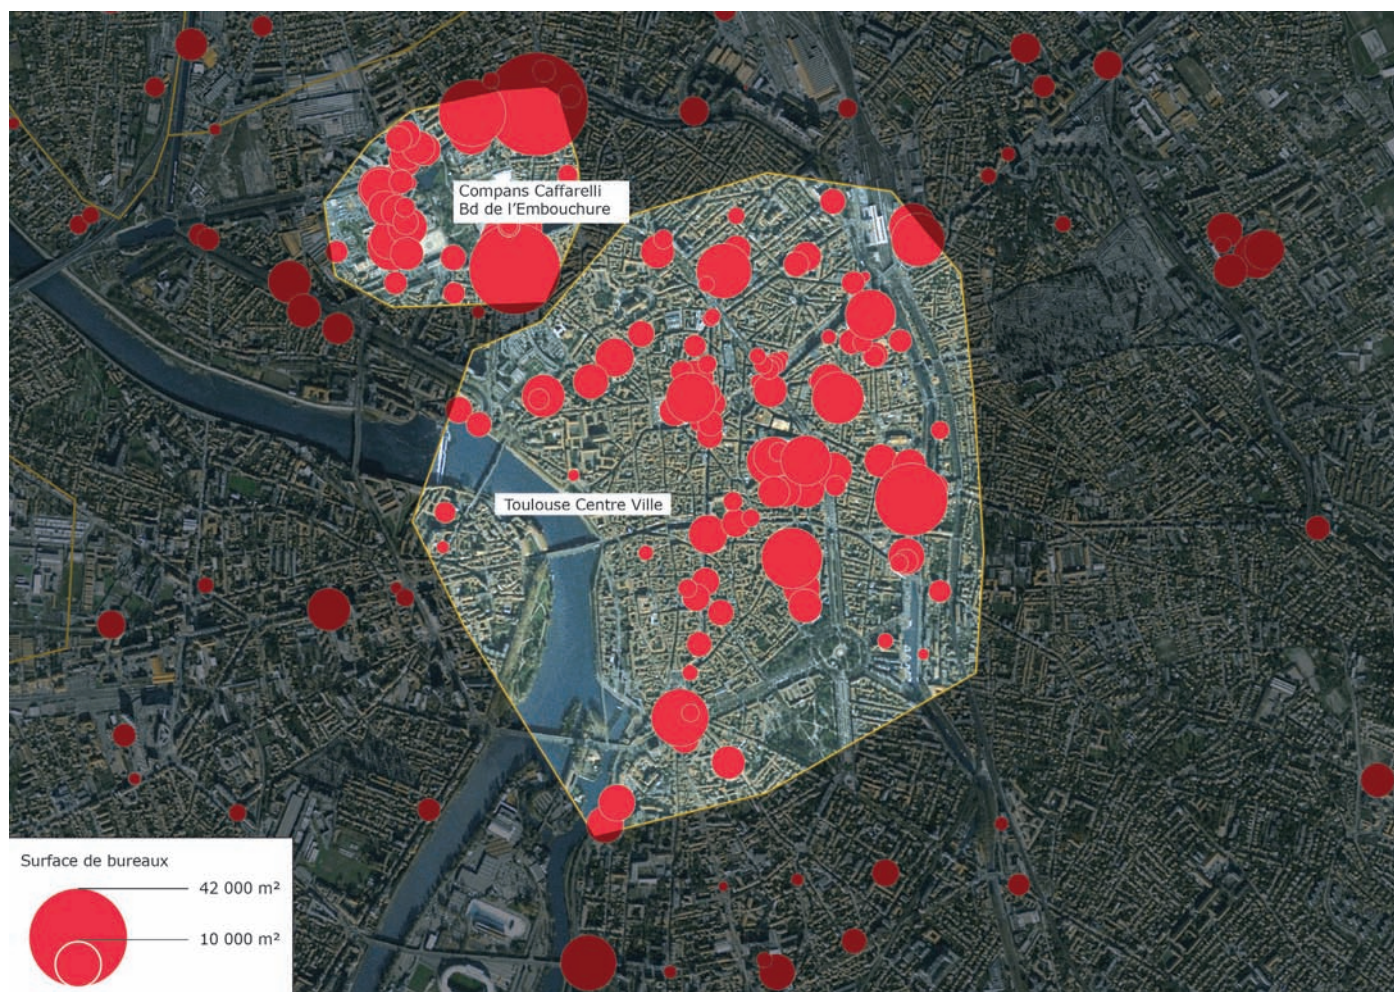 Compans Caffarelli
Bd de l'Embouchure
Toulouse Centre Ville
Surface de bureaux
42 000 m²
10 000 m²